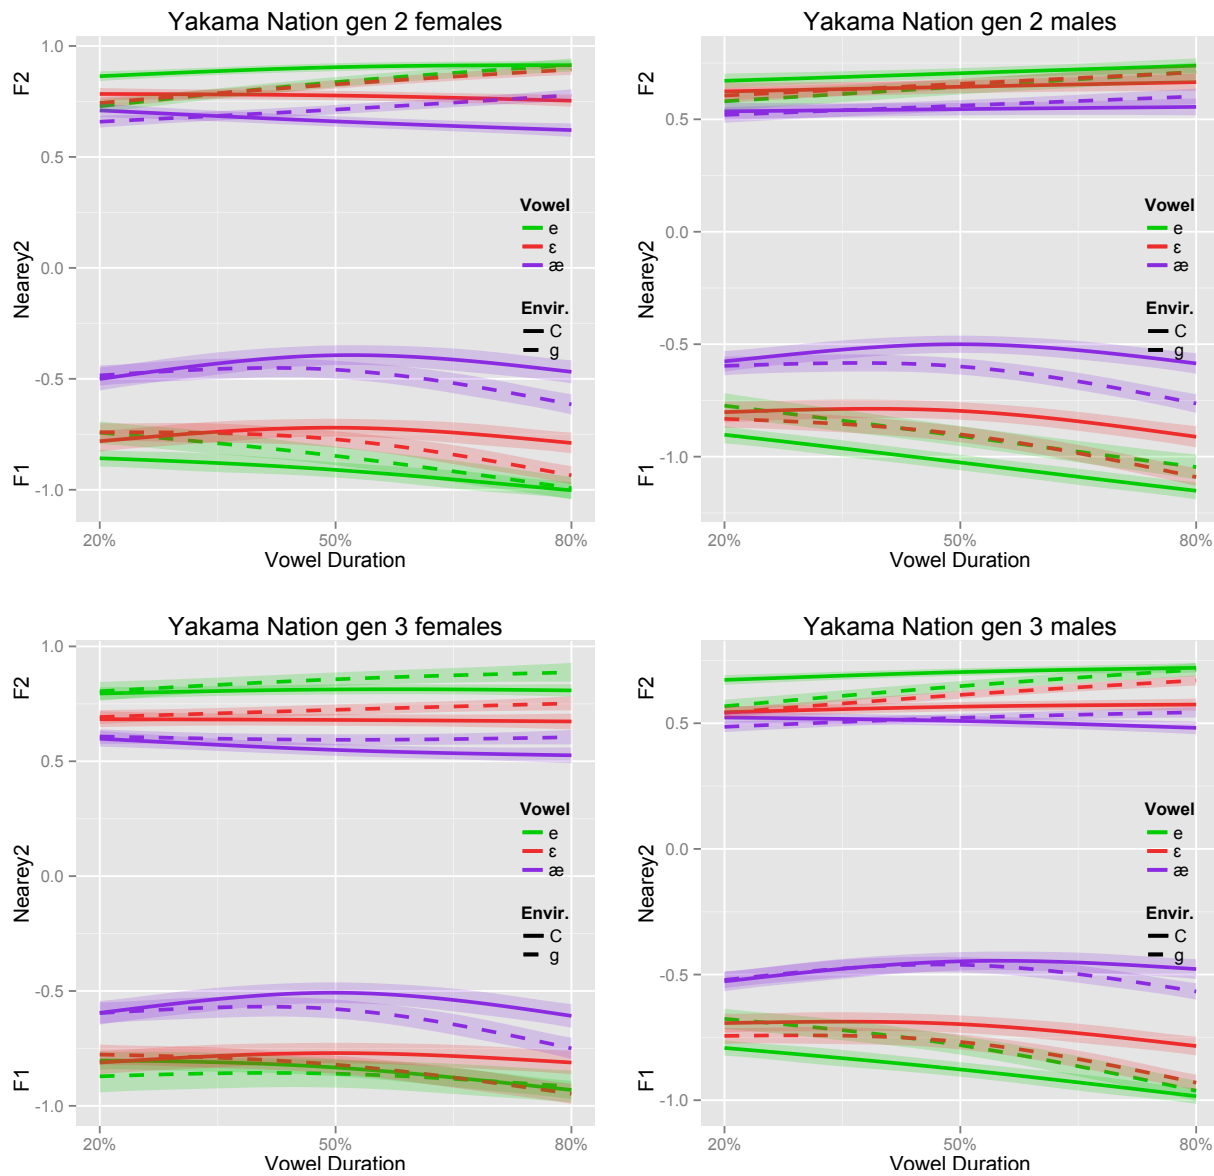 Yakama Nation gen 2 females
1.0
F2
0.5
Nearey2
0.0
-0.5
F1
-1.0
Vowel
e
ε
æ
Envir.
C
g
20%
50%
80%
Vowel Duration
Yakama Nation gen 2 males
F2
0.5
Nearey2
0.0
-0.5
F1
-1.0
Vowel
e
ε
æ
Envir.
C
g
20%
50%
80%
Vowel Duration
Yakama Nation gen 3 females
1.0
F2
0.5
Nearey2
0.0
-0.5
F1
-1.0
Vowel
e
ε
æ
Envir.
C
g
20%
50%
80%
Vowel Duration
Yakama Nation gen 3 males
F2
0.5
Nearey2
0.0
-0.5
F1
-1.0
Vowel
e
ε
æ
Envir.
C
g
20%
50%
80%
Vowel Duration